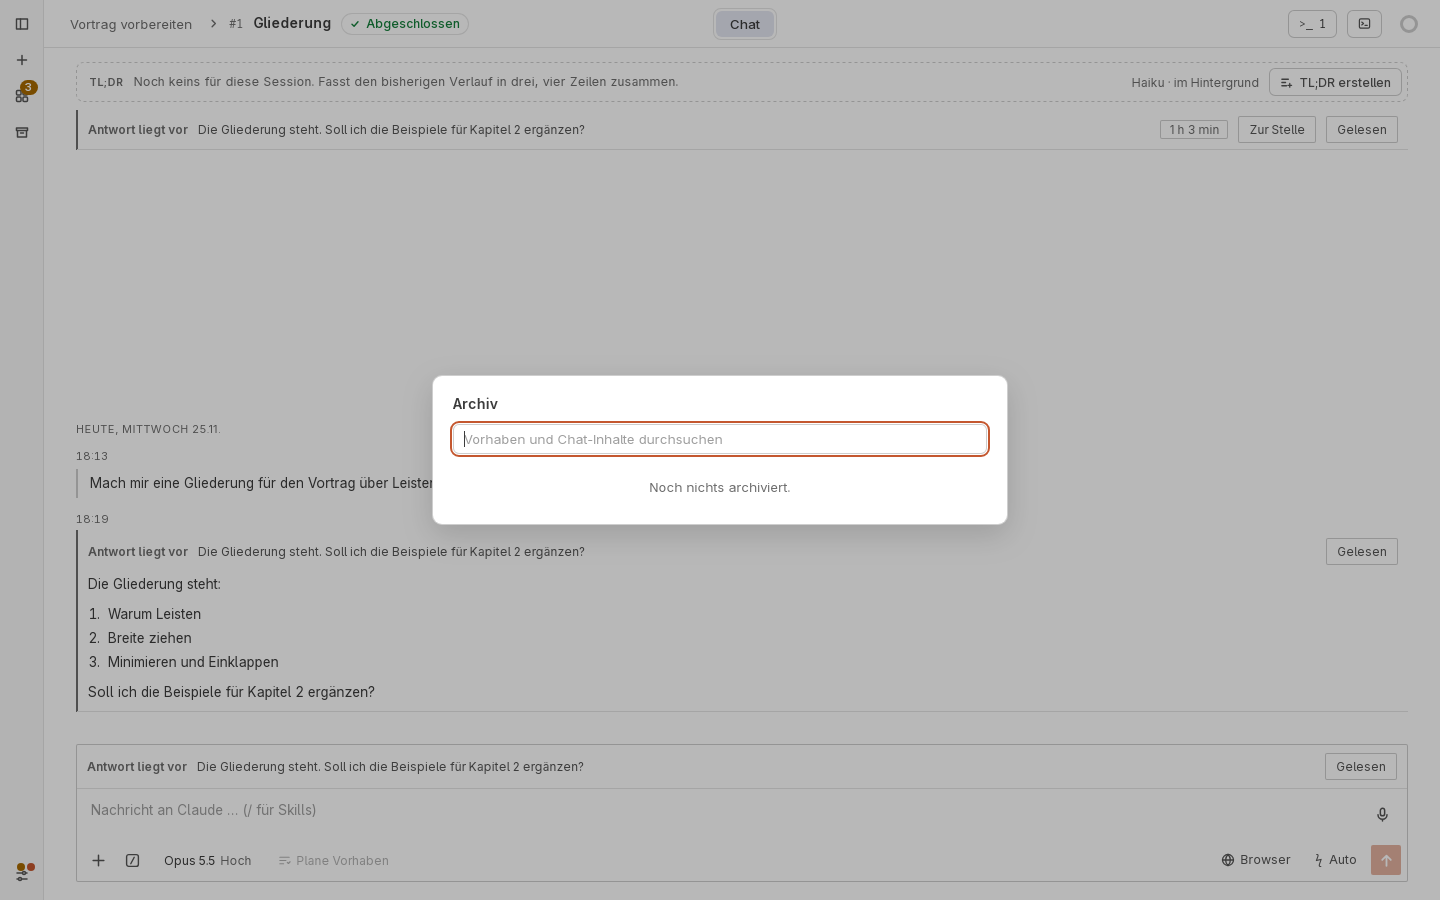 Vortrag vorbereiten > #1 Gliederung ✓ Abgeschlossen
Chat
>_ 1
3
TL;DR Noch keins für diese Session. Fasst den bisherigen Verlauf in drei, vier Zeilen zusammen.
Haiku · im Hintergrund TL;DR erstellen
Antwort liegt vor Die Gliederung steht. Soll ich die Beispiele für Kapitel 2 ergänzen?
1 h 3 min Zur Stelle Gelesen
Archiv
Vorhaben und Chat-Inhalte durchsuchen
Noch nichts archiviert.
HEUTE, MITTWOCH 25.11.
18:13
Mach mir eine Gliederung für den Vortrag über Leisten
18:19
Antwort liegt vor Die Gliederung steht. Soll ich die Beispiele für Kapitel 2 ergänzen?
Gelesen
Die Gliederung steht:
1. Warum Leisten
2. Breite ziehen
3. Minimieren und Einklappen
Soll ich die Beispiele für Kapitel 2 ergänzen?
Antwort liegt vor Die Gliederung steht. Soll ich die Beispiele für Kapitel 2 ergänzen?
Gelesen
Nachricht an Claude … (/ für Skills)
Opus 5.5 Hoch Plane Vorhaben
Browser Auto